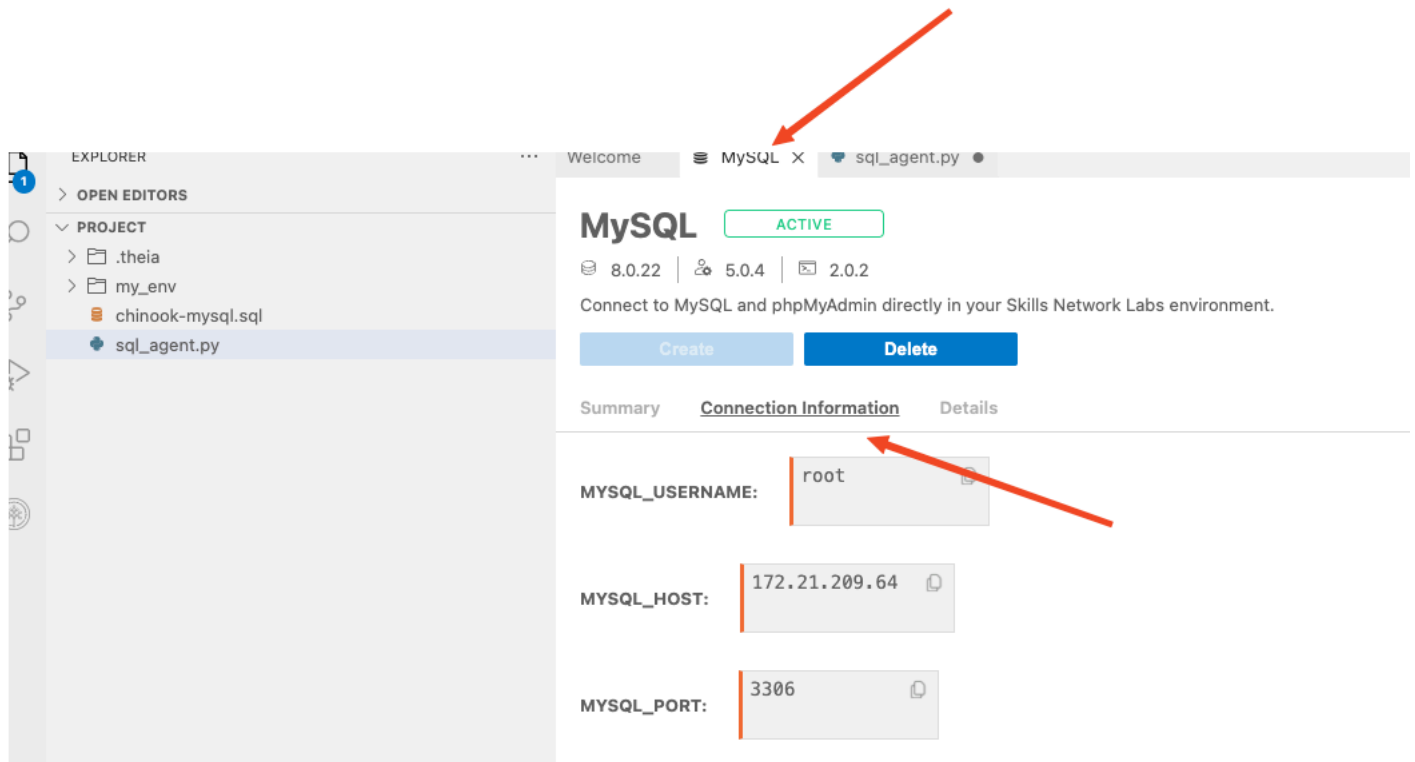 EXPLORER ...
Welcome MySQL × sql_agent.py ●
1
> OPEN EDITORS
PROJECT
> .theia
> my_env
chinook-mysql.sql
sql_agent.py
MySQL ACTIVE
8.0.22 | 5.0.4 | 2.0.2
Connect to MySQL and phpMyAdmin directly in your Skills Network Labs environment.
Create Delete
Summary Connection Information Details
MYSQL_USERNAME: root
MYSQL_HOST: 172.21.209.64
MYSQL_PORT: 3306